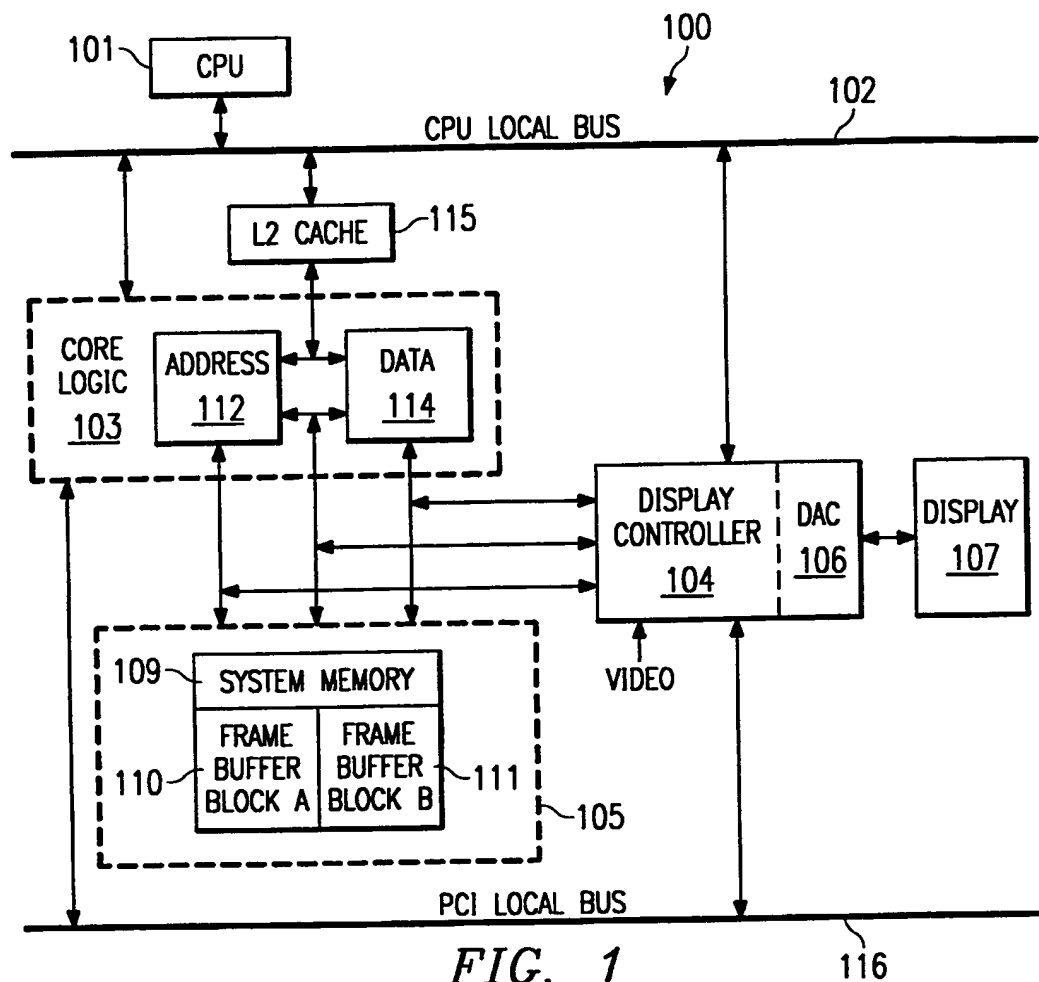 100
101
CPU
102
CPU LOCAL BUS
L2 CACHE
115
CORE
LOGIC
103
ADDRESS
112
DATA
114
DISPLAY
CONTROLLER
104
DAC
106
DISPLAY
107
VIDEO
109
SYSTEM MEMORY
110
FRAME
BUFFER
BLOCK A
FRAME
BUFFER
BLOCK B
111
105
PCI LOCAL BUS
116
FIG. 1